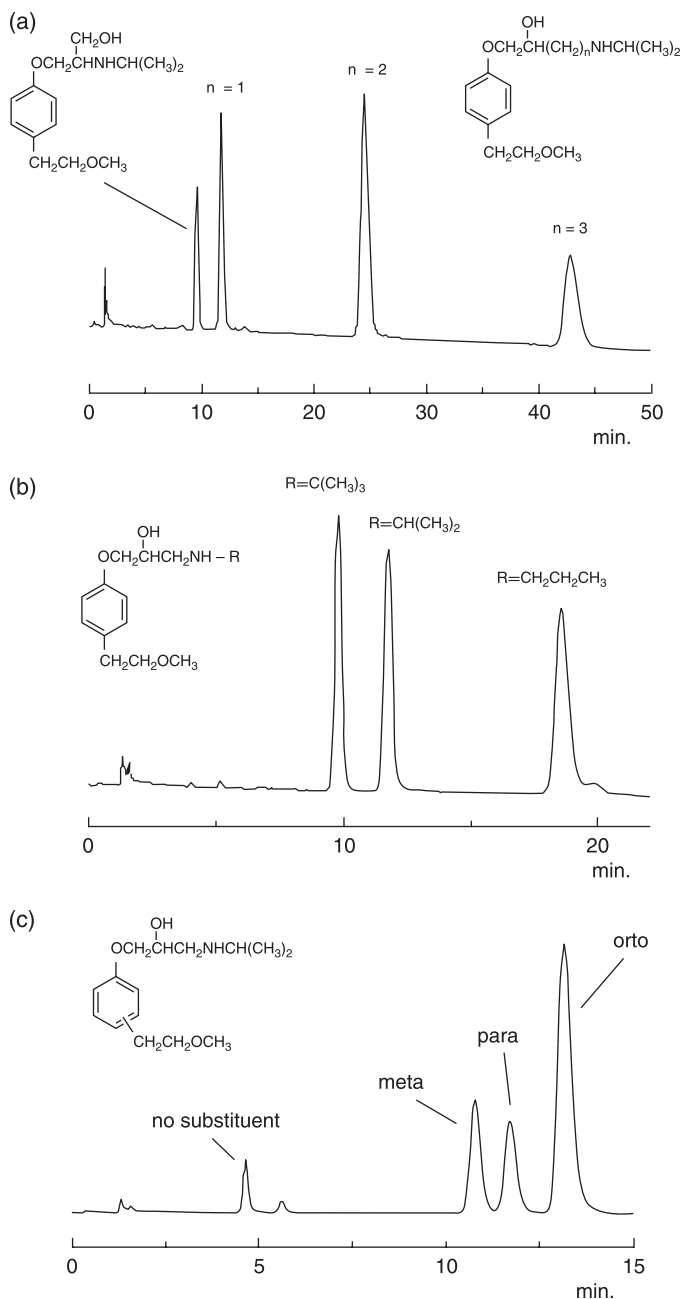 (a)
CH₂OH
OCH₂CHNHCH(CH₃)₂
CH₂CH₂OCH₃
n = 1
n = 2
OH
OCH₂CH(CH₂)ₙNHCH(CH₃)₂
CH₂CH₂OCH₃
n = 3
0 10 20 30 40 50
min.
(b)
R=C(CH₃)₃
R=CH(CH₃)₂
R=CH₂CH₂CH₃
OH
OCH₂CHCH₂NH – R
CH₂CH₂OCH₃
0 10 20
min.
(c)
OH
OCH₂CHCH₂NHCH(CH₃)₂
CH₂CH₂OCH₃
no substituent
meta
para
orto
0 5 10 15
min.